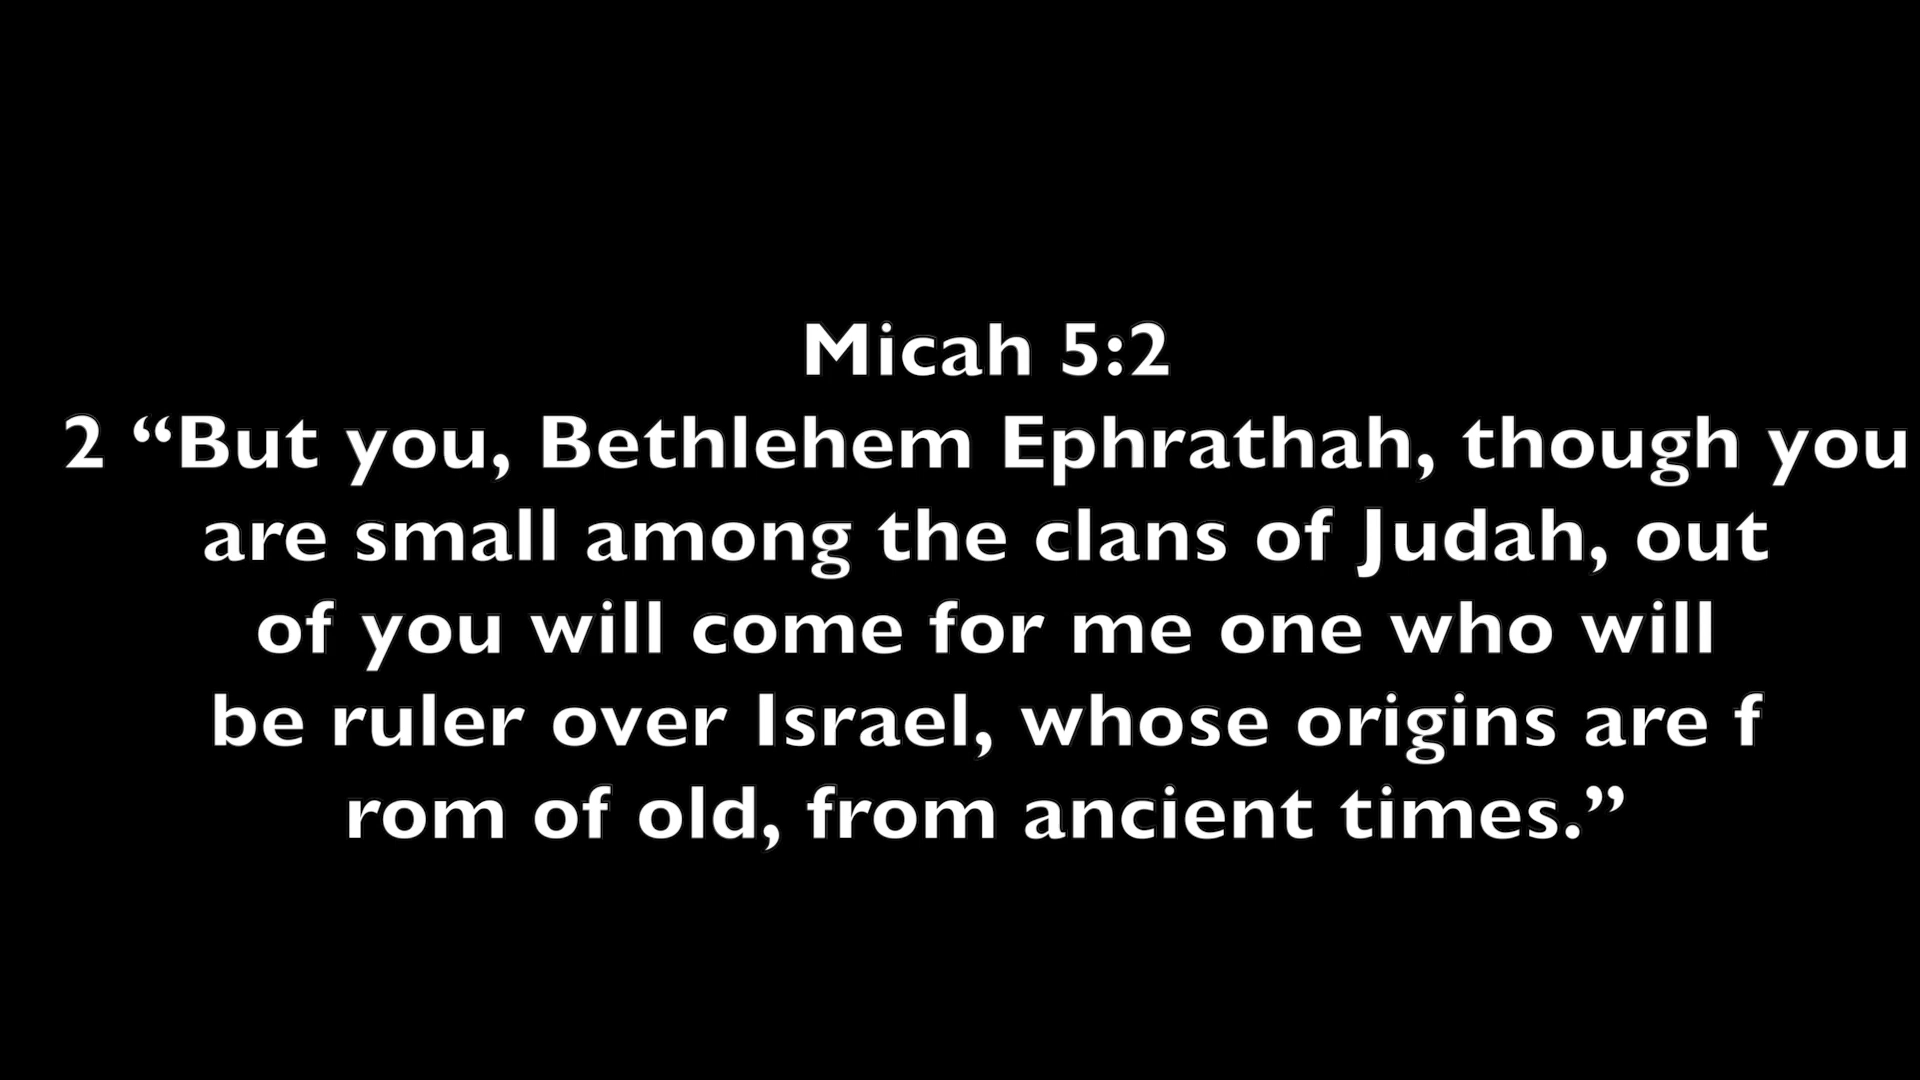 Micah 5:2
2 “But you, Bethlehem Ephrathah, though you
are small among the clans of Judah, out
of you will come for me one who will
be ruler over Israel, whose origins are f
rom of old, from ancient times.”